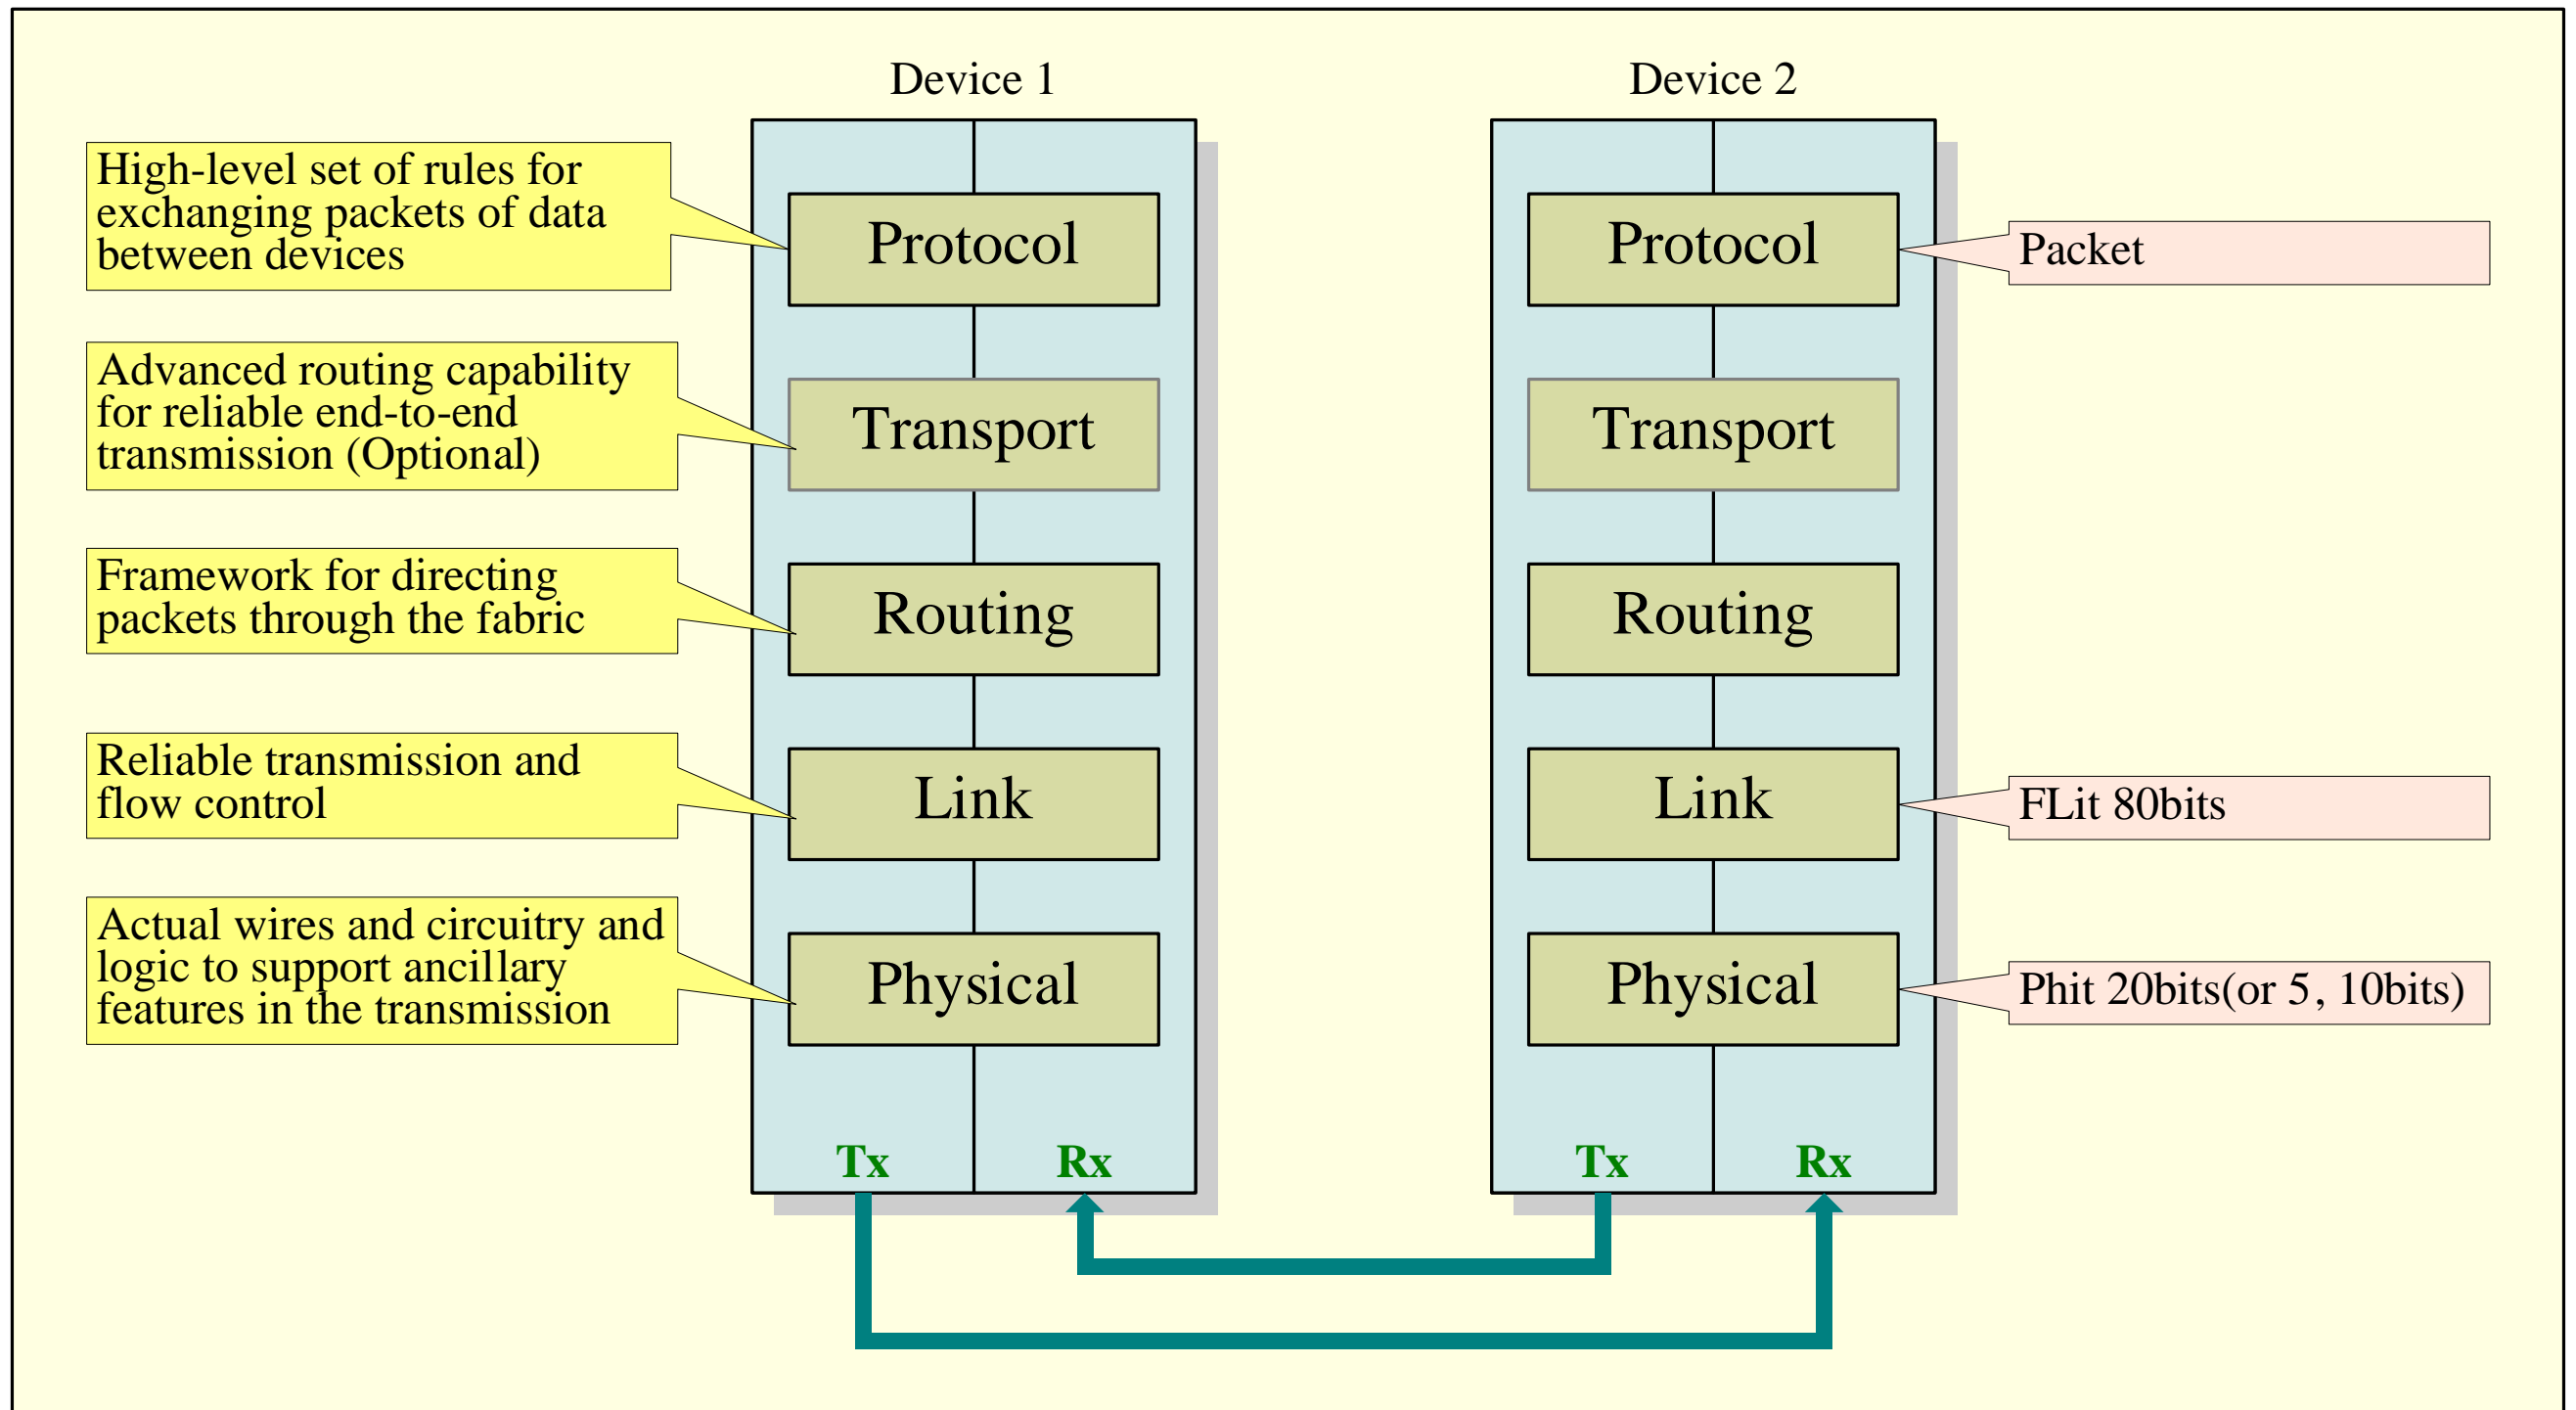 Device 1
Device 2
High-level set of rules for
exchanging packets of data
between devices
Protocol
Protocol
Packet
Advanced routing capability
for reliable end-to-end
transmission (Optional)
Transport
Transport
Framework for directing
packets through the fabric
Routing
Routing
Reliable transmission and
flow control
Link
Link
FLit 80bits
Actual wires and circuitry and
logic to support ancillary
features in the transmission
Physical
Physical
Phit 20bits(or 5, 10bits)
Tx
Rx
Tx
Rx